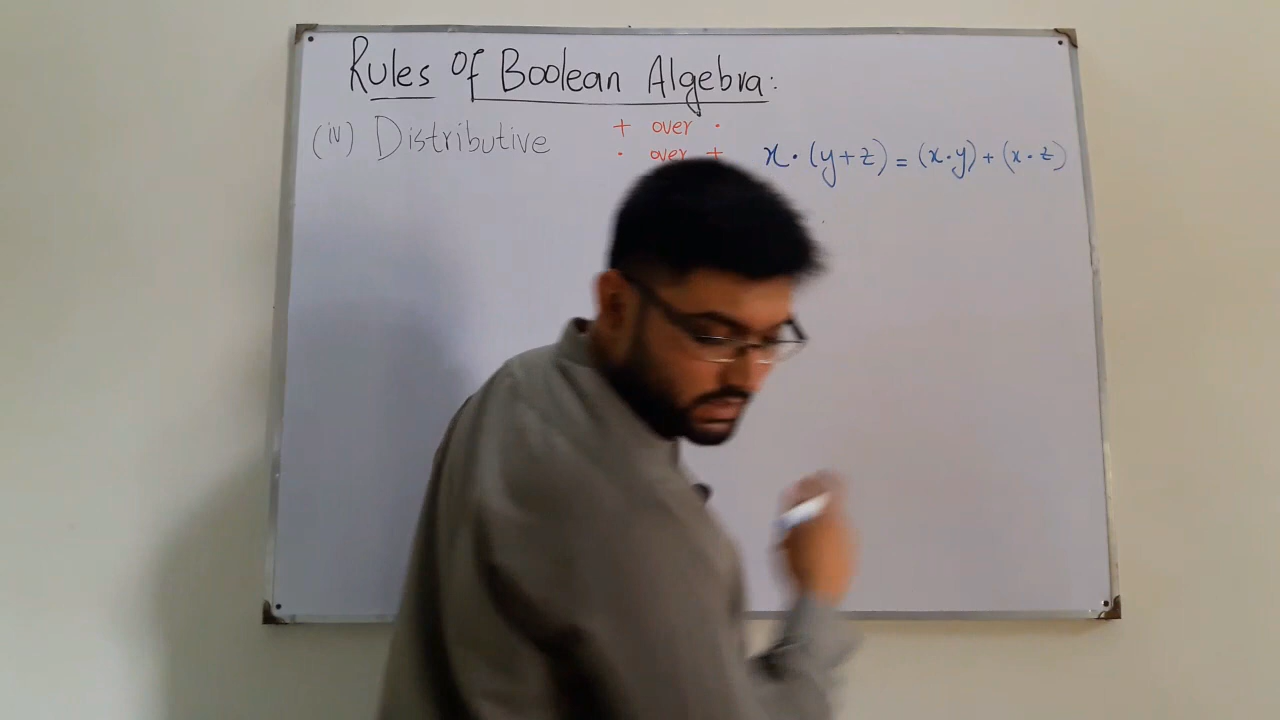 Rules of Boolean Algebra:
(iv) Distributive
+ over ·
· over +
x · (y+z) = (x·y) + (x·z)